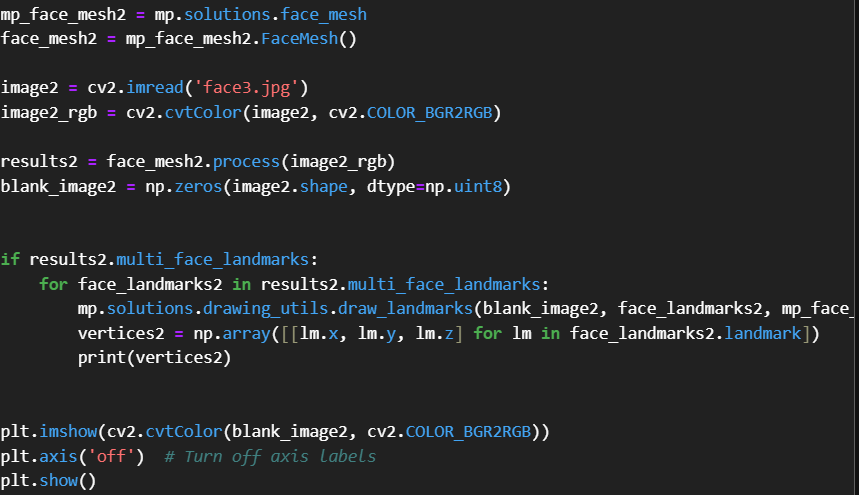 mp_face_mesh2 = mp.solutions.face_mesh
face_mesh2 = mp_face_mesh2.FaceMesh()
image2 = cv2.imread('face3.jpg')
image2_rgb = cv2.cvtColor(image2, cv2.COLOR_BGR2RGB)
results2 = face_mesh2.process(image2_rgb)
blank_image2 = np.zeros(image2.shape, dtype=np.uint8)
if results2.multi_face_landmarks:
    for face_landmarks2 in results2.multi_face_landmarks:
        mp.solutions.drawing_utils.draw_landmarks(blank_image2, face_landmarks2, mp_face_
        vertices2 = np.array([[lm.x, lm.y, lm.z] for lm in face_landmarks2.landmark])
        print(vertices2)
plt.imshow(cv2.cvtColor(blank_image2, cv2.COLOR_BGR2RGB))
plt.axis('off')  # Turn off axis labels
plt.show()